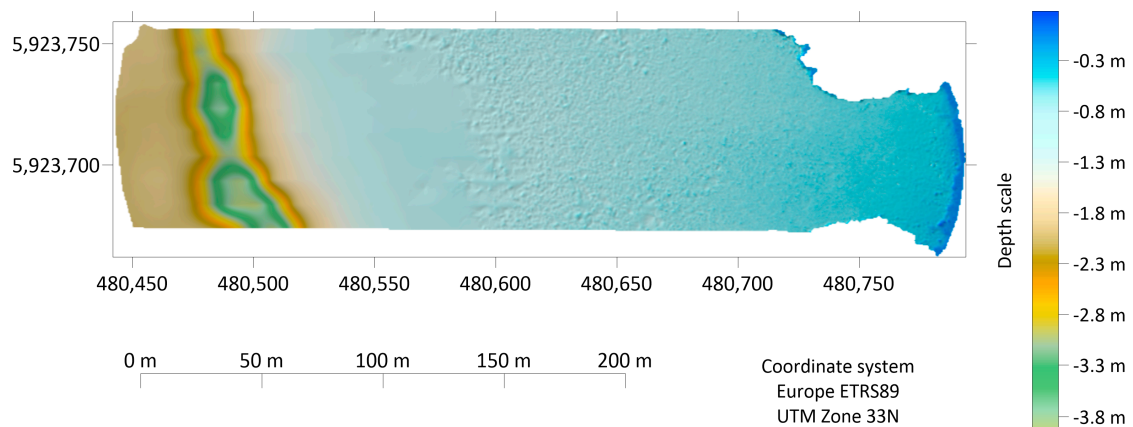 5,923,750
5,923,700
480,450 480,500 480,550 480,600 480,650 480,700 480,750
0 m 50 m 100 m 150 m 200 m
Coordinate system
Europe ETRS89
UTM Zone 33N
Depth scale
-0.3 m
-0.8 m
-1.3 m
-1.8 m
-2.3 m
-2.8 m
-3.3 m
-3.8 m